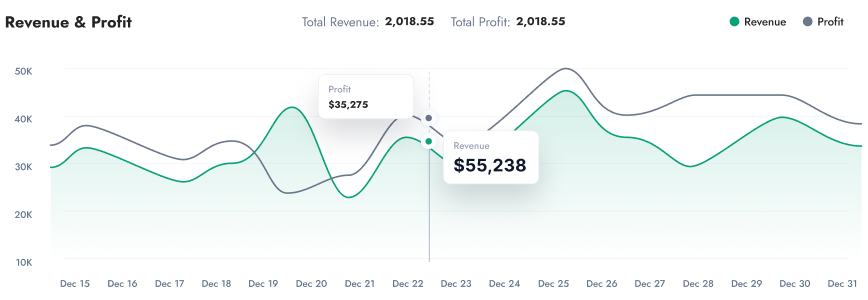 Revenue & Profit
Total Revenue: 2,018.55 Total Profit: 2,018.55
Revenue Profit
50K
Profit
$35,275
40K
Revenue
$55,238
30K
20K
10K
Dec 15 Dec 16 Dec 17 Dec 18 Dec 19 Dec 20 Dec 21 Dec 22 Dec 23 Dec 24 Dec 25 Dec 26 Dec 27 Dec 28 Dec 29 Dec 30 Dec 31